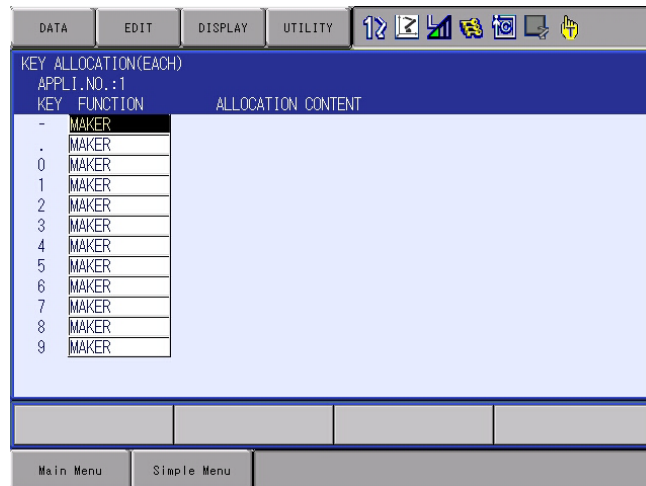 DATA EDIT DISPLAY UTILITY
KEY ALLOCATION(EACH)
APPLI.NO.:1
KEY FUNCTION ALLOCATION CONTENT
- MAKER
. MAKER
0 MAKER
1 MAKER
2 MAKER
3 MAKER
4 MAKER
5 MAKER
6 MAKER
7 MAKER
8 MAKER
9 MAKER
Main Menu Simple Menu